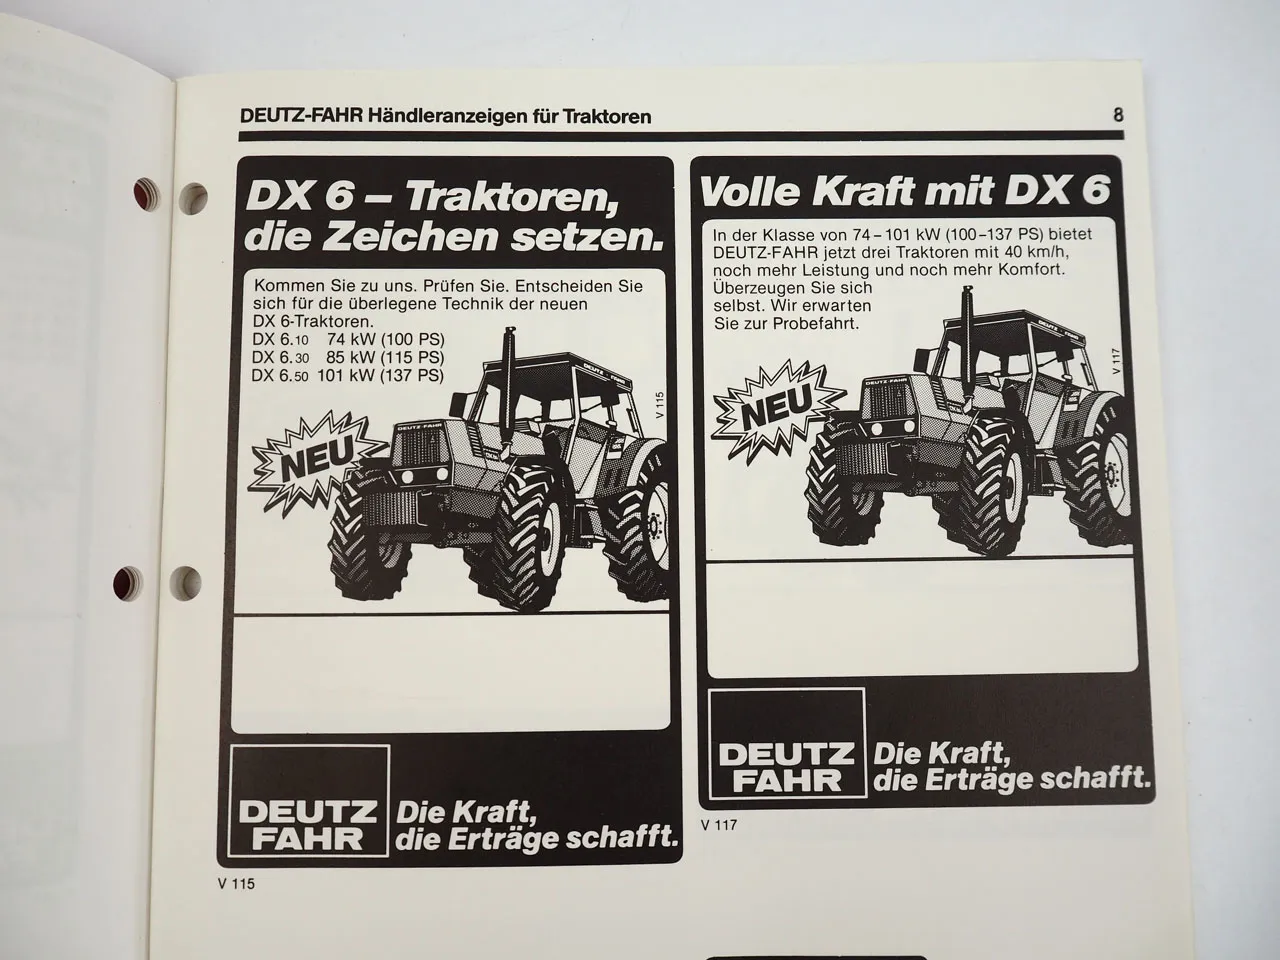 DEUTZ-FAHR Händleranzeigen für Traktoren 8
DX 6 – Traktoren,
die Zeichen setzen.
Kommen Sie zu uns. Prüfen Sie. Entscheiden Sie
sich für die überlegene Technik der neuen
DX 6-Traktoren.
DX 6.10 74 kW (100 PS)
DX 6.30 85 kW (115 PS)
DX 6.50 101 kW (137 PS)
NEU
DEUTZ-FAHR
DEUTZ-FAHR
V 115
DEUTZ
FAHR
Die Kraft,
die Erträge schafft.
V 115
Volle Kraft mit DX 6
In der Klasse von 74–101 kW (100–137 PS) bietet
DEUTZ-FAHR jetzt drei Traktoren mit 40 km/h,
noch mehr Leistung und noch mehr Komfort.
Überzeugen Sie sich
selbst. Wir erwarten
Sie zur Probefahrt.
NEU
DEUTZ-FAHR
DEUTZ-FAHR
V 117
DEUTZ
FAHR
Die Kraft,
die Erträge schafft.
V 117